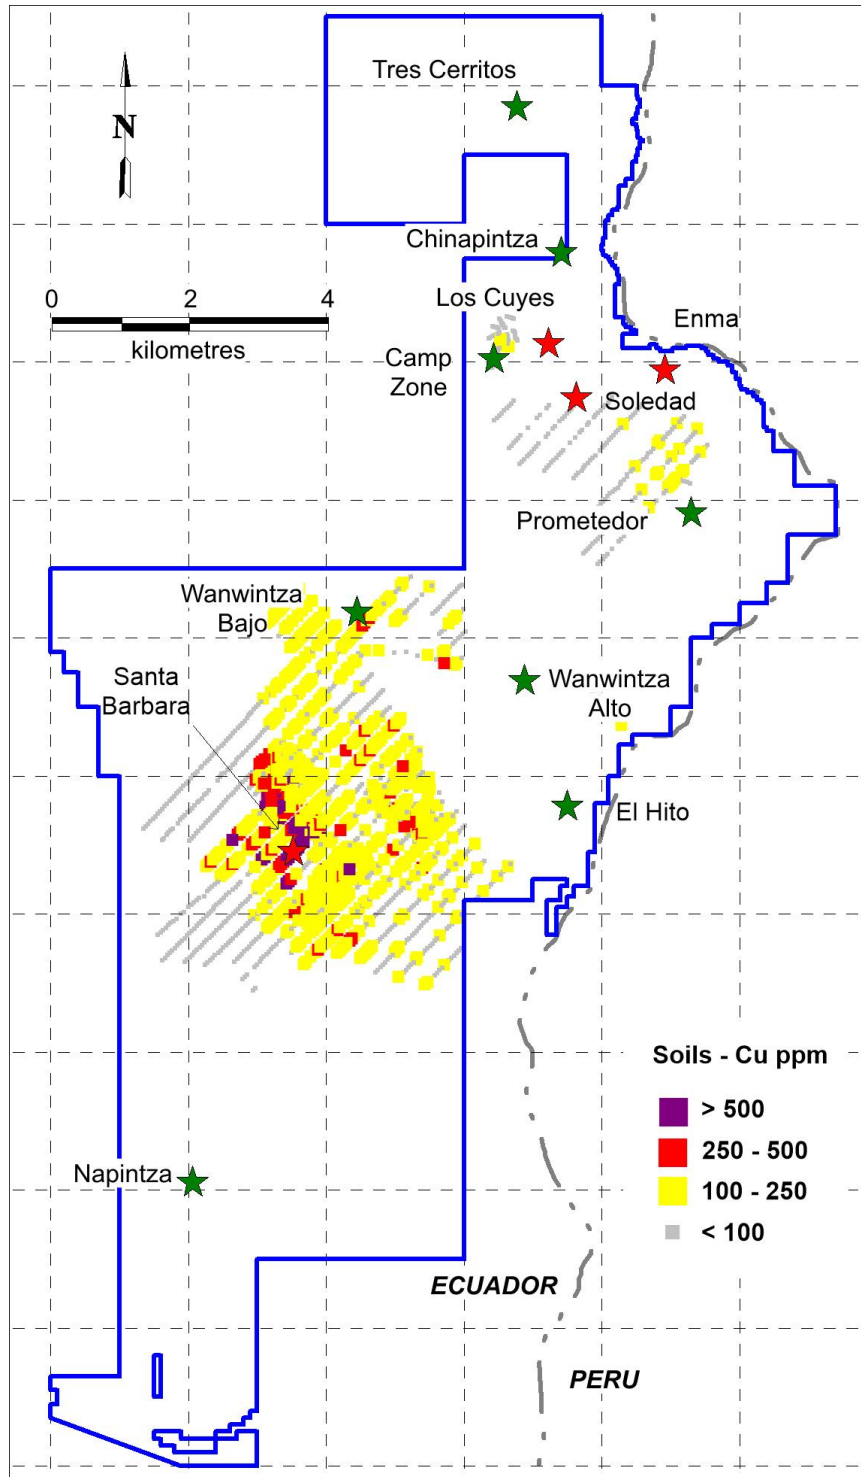 Tres Cerritos
N
Chinapintza
0 2 4
kilometres
Los Cuyes
Enma
Camp
Zone
Soledad
Prometedor
Wanwintza
Bajo
Santa
Barbara
Wanwintza
Alto
El Hito
Soils - Cu ppm
> 500
250 - 500
100 - 250
< 100
Napintza
ECUADOR
PERU